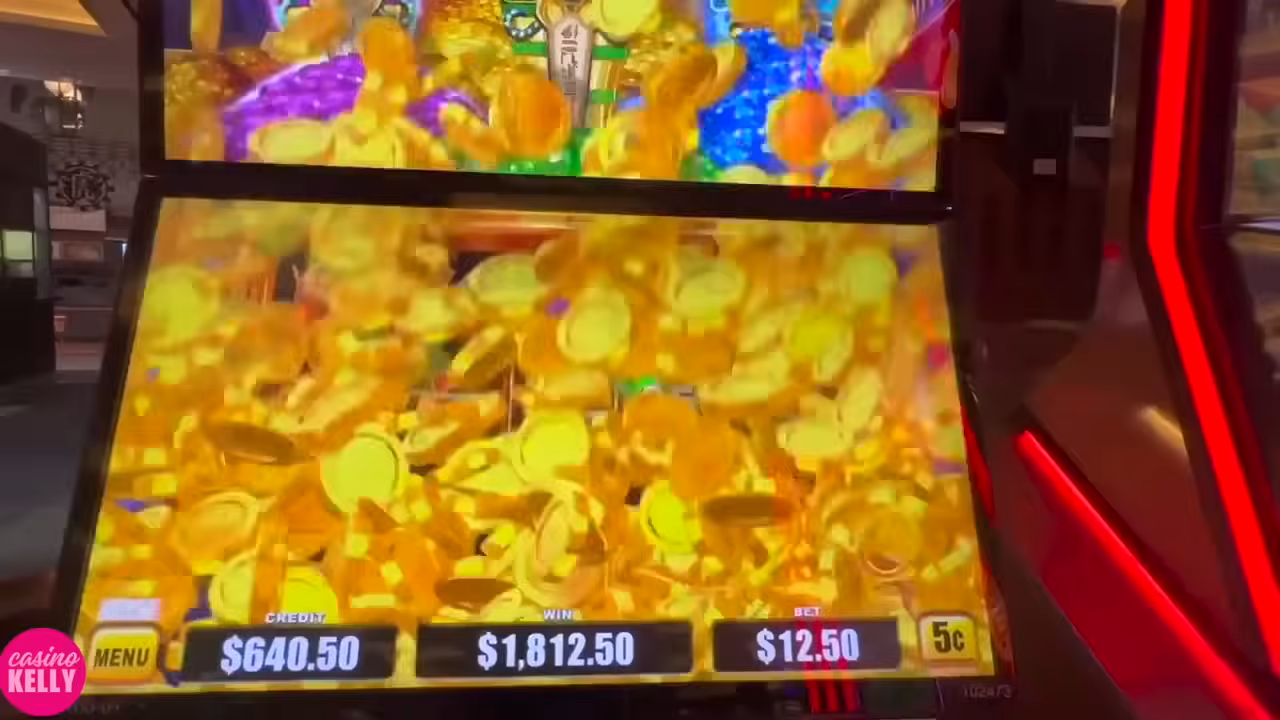 CREDIT
WIN
BET
MENU
$640.50
$1,812.50
$12.50
5¢
casino
KELLY